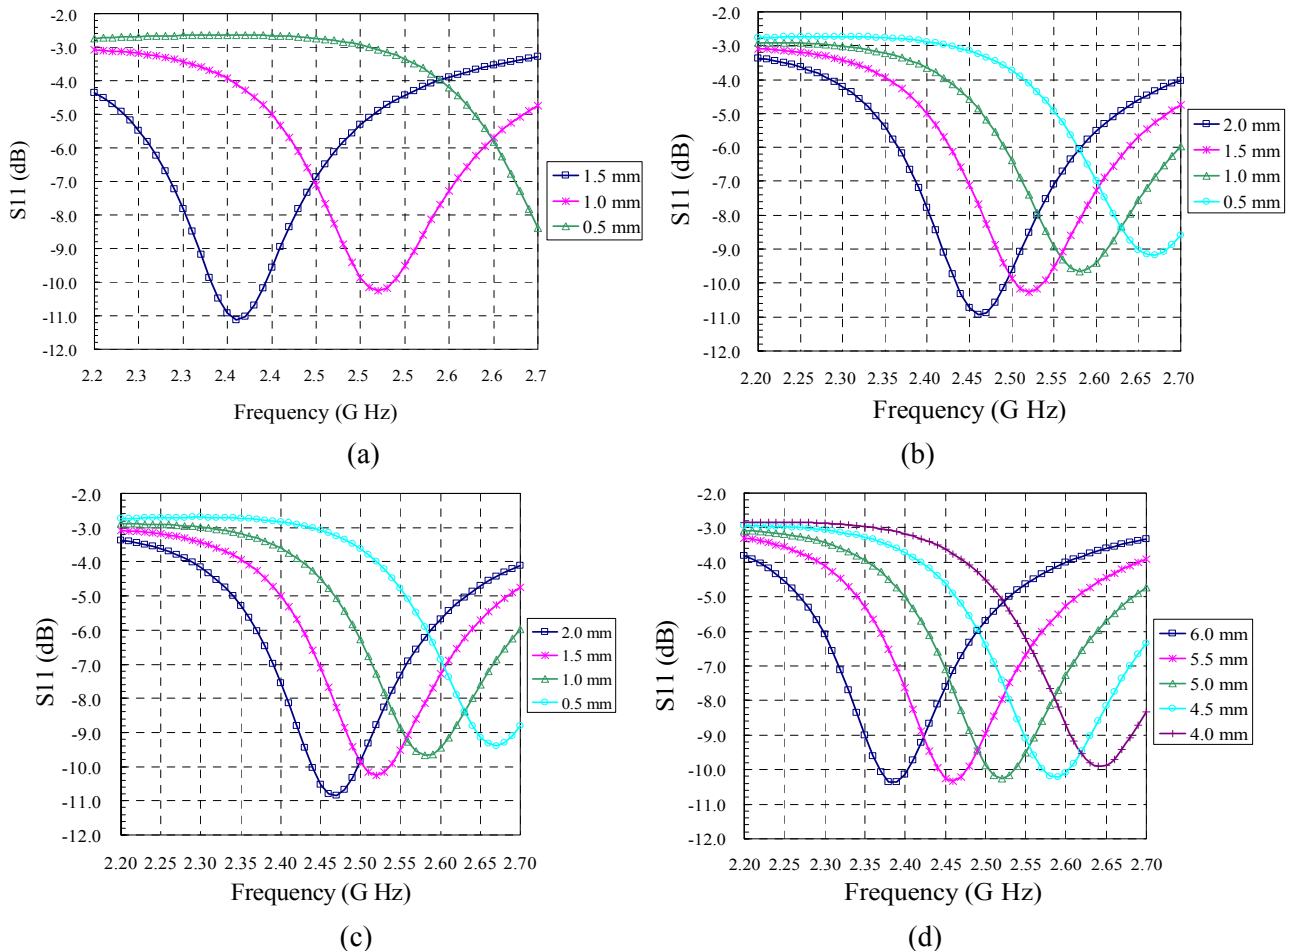 -2.0
-3.0
-4.0
-5.0
-6.0
-7.0
-8.0
-9.0
-10.0
-11.0
-12.0
S11 (dB)
2.2 2.3 2.3 2.4 2.4 2.5 2.5 2.5 2.6 2.6 2.7
Frequency (G Hz)
1.5 mm
1.0 mm
0.5 mm
(a)
-2.0
-3.0
-4.0
-5.0
-6.0
-7.0
-8.0
-9.0
-10.0
-11.0
-12.0
S11 (dB)
2.20 2.25 2.30 2.35 2.40 2.45 2.50 2.55 2.60 2.65 2.70
Frequency (G Hz)
2.0 mm
1.5 mm
1.0 mm
0.5 mm
(b)
-2.0
-3.0
-4.0
-5.0
-6.0
-7.0
-8.0
-9.0
-10.0
-11.0
-12.0
S11 (dB)
2.20 2.25 2.30 2.35 2.40 2.45 2.50 2.55 2.60 2.65 2.70
Frequency (G Hz)
2.0 mm
1.5 mm
1.0 mm
0.5 mm
(c)
-2.0
-3.0
-4.0
-5.0
-6.0
-7.0
-8.0
-9.0
-10.0
-11.0
-12.0
S11 (dB)
2.20 2.25 2.30 2.35 2.40 2.45 2.50 2.55 2.60 2.65 2.70
Frequency (G Hz)
6.0 mm
5.5 mm
5.0 mm
4.5 mm
4.0 mm
(d)